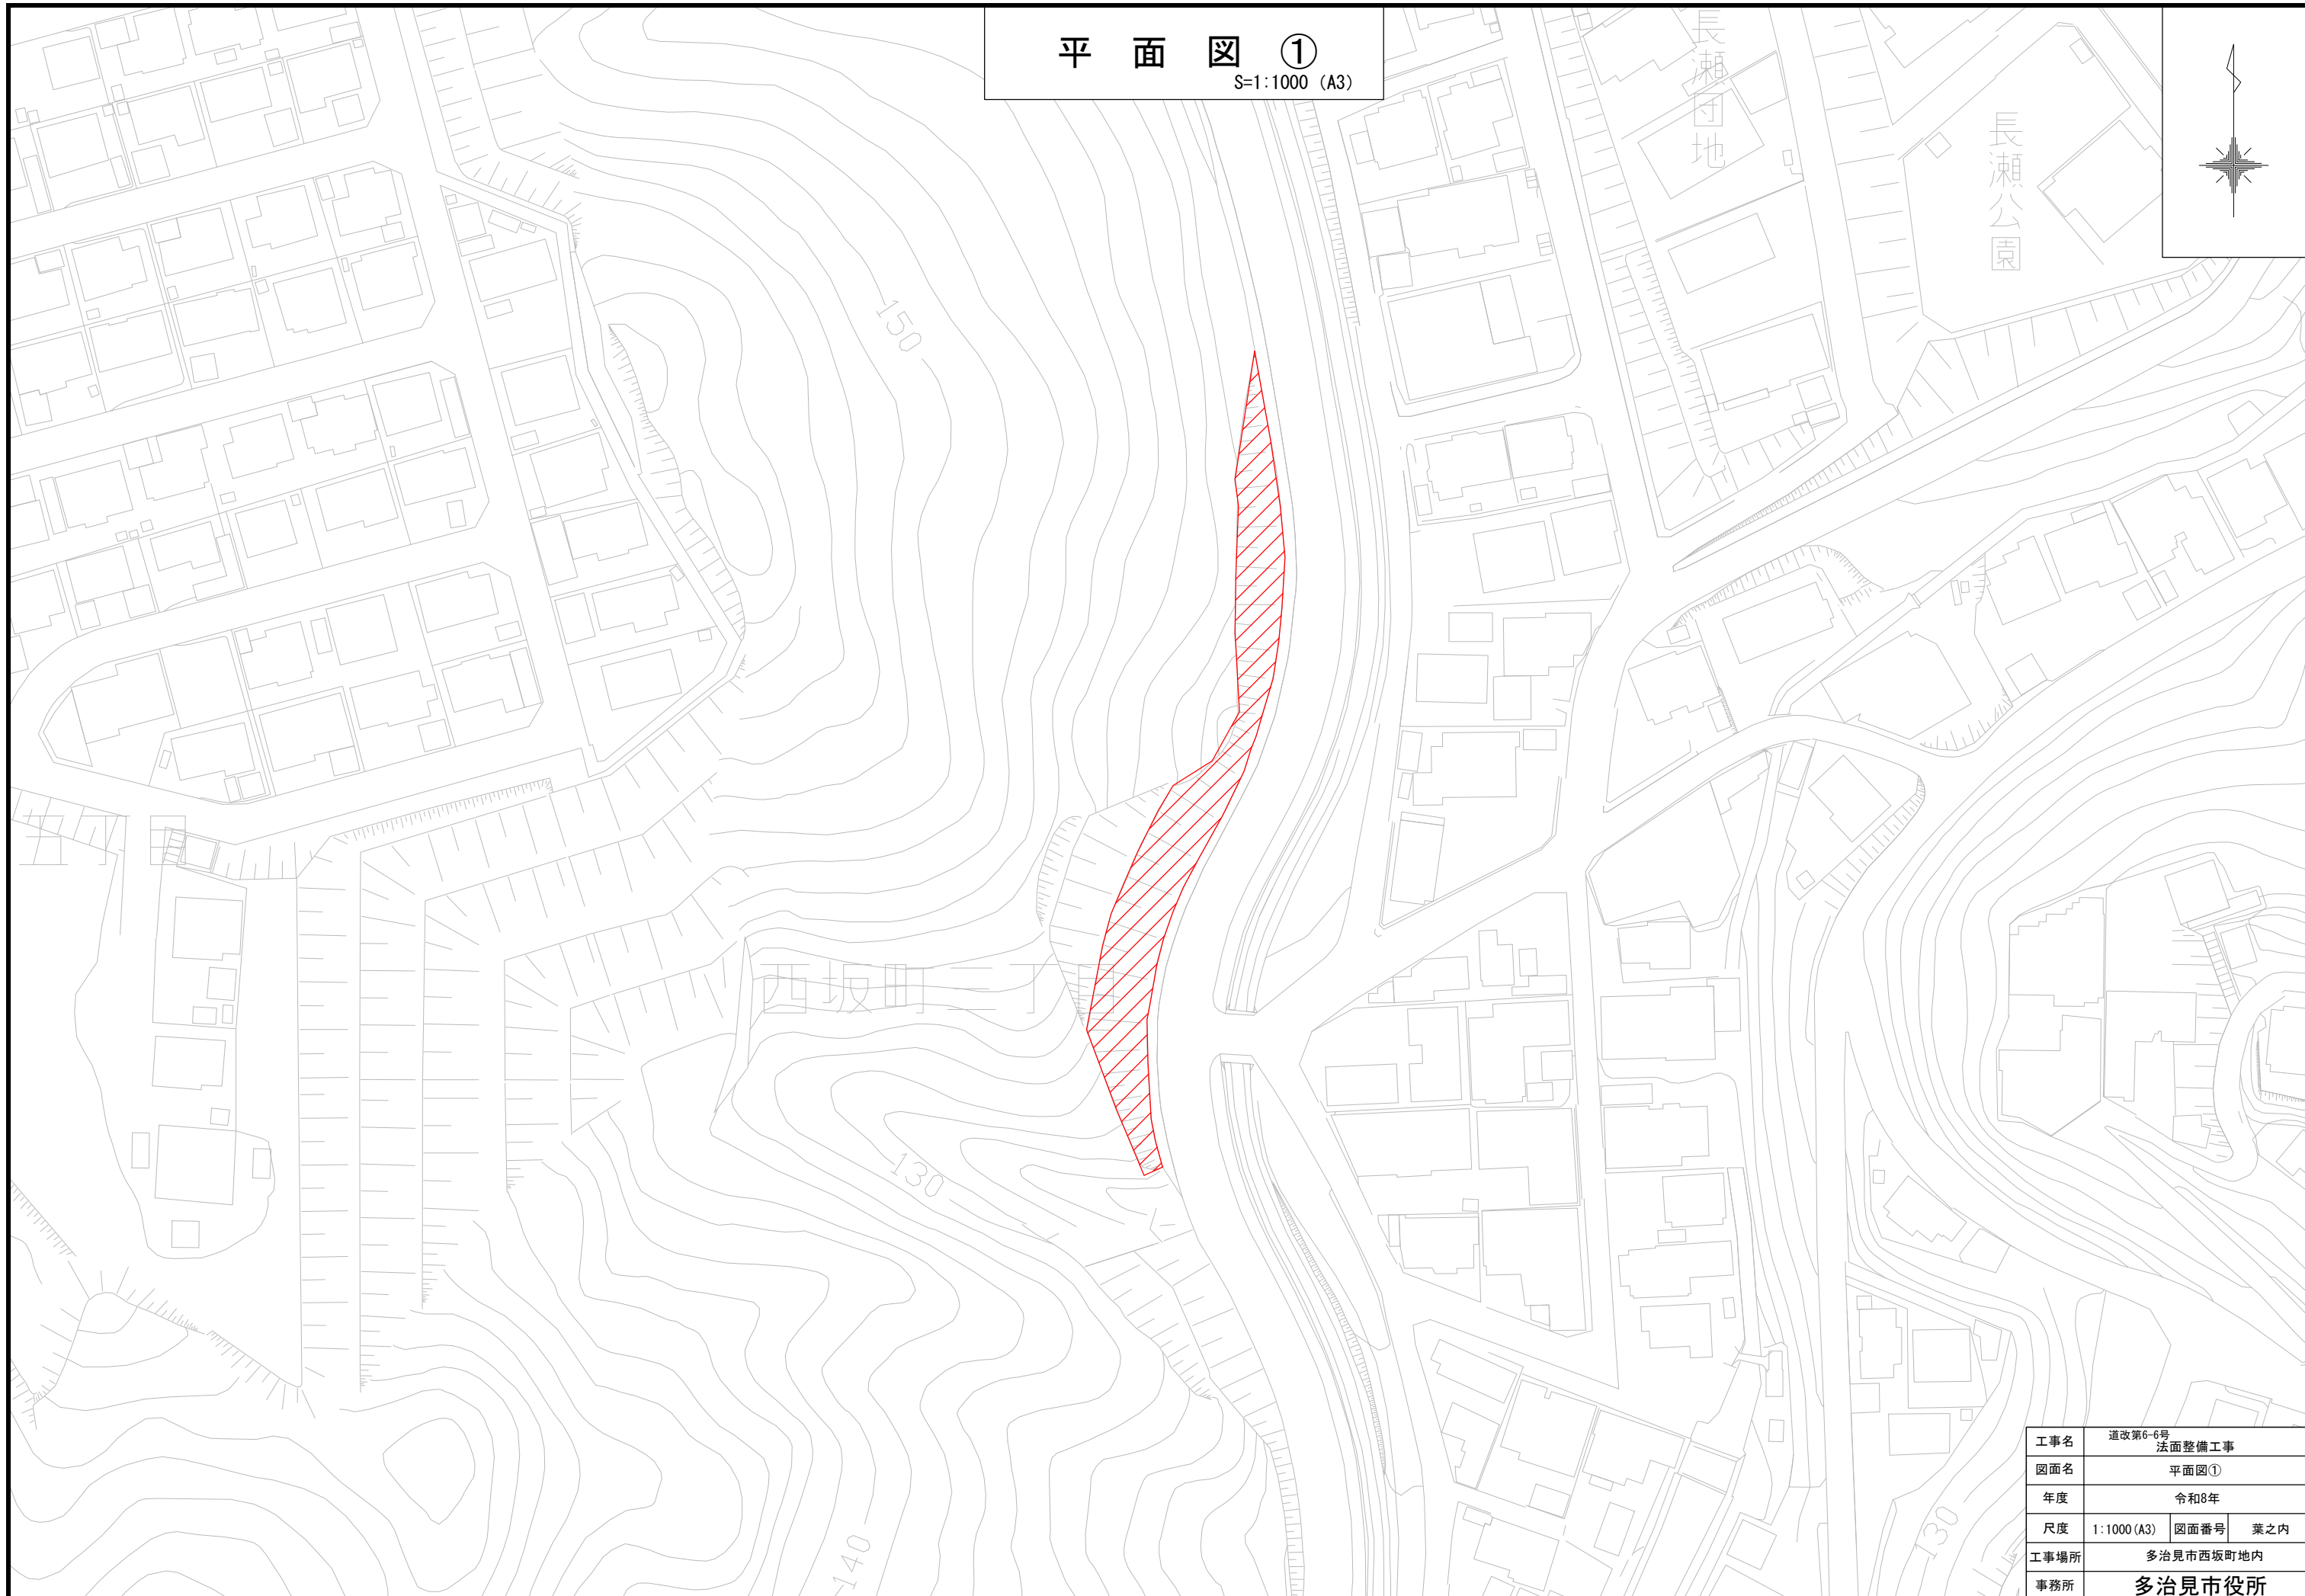 平面図①
S=1:1000 (A3)
長瀬団地
長瀬公園
150
西坂町一丁目
130
140
130
工事名 道改第6-6号
法面整備工事
図面名 平面図①
年度 令和8年
尺度 1:1000(A3) 図面番号 葉之内
工事場所 多治見市西坂町地内
事務所 多治見市役所